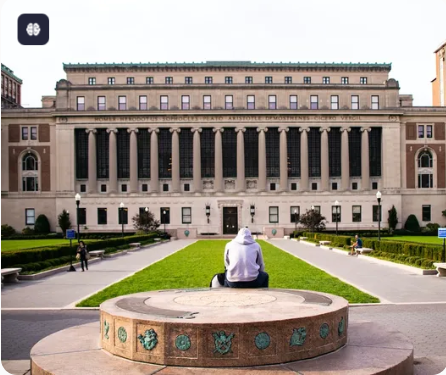 HOMER HERODOTUS SOPHOCLES PLATO ARISTOTLE DEMOSTHENES CICERO VERGIL